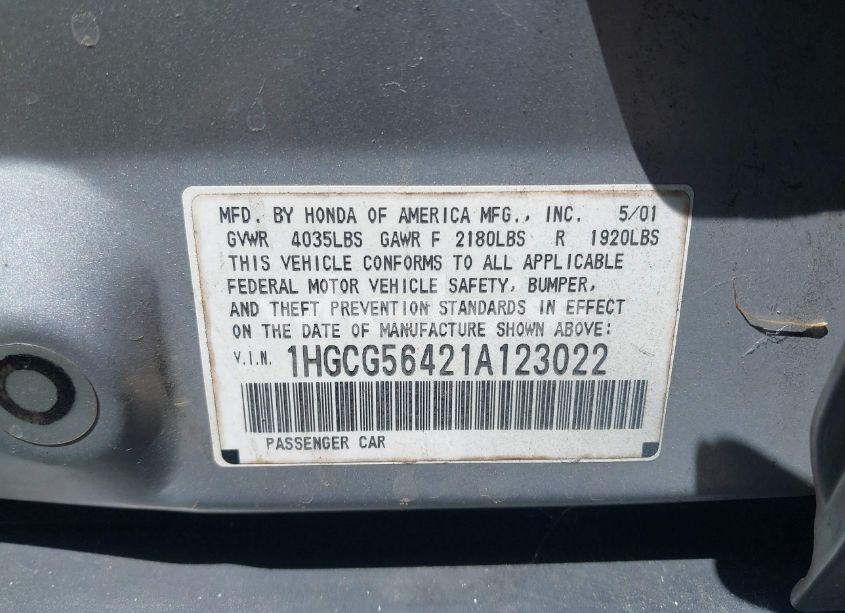 MFD. BY HONDA OF AMERICA MFG., INC. 5/01
GVWR 4035LBS GAWR F 2180LBS R 1920LBS
THIS VEHICLE CONFORMS TO ALL APPLICABLE
FEDERAL MOTOR VEHICLE SAFETY, BUMPER,
AND THEFT PREVENTION STANDARDS IN EFFECT
ON THE DATE OF MANUFACTURE SHOWN ABOVE:
V.I.N. 1HGCG56421A123022
PASSENGER CAR